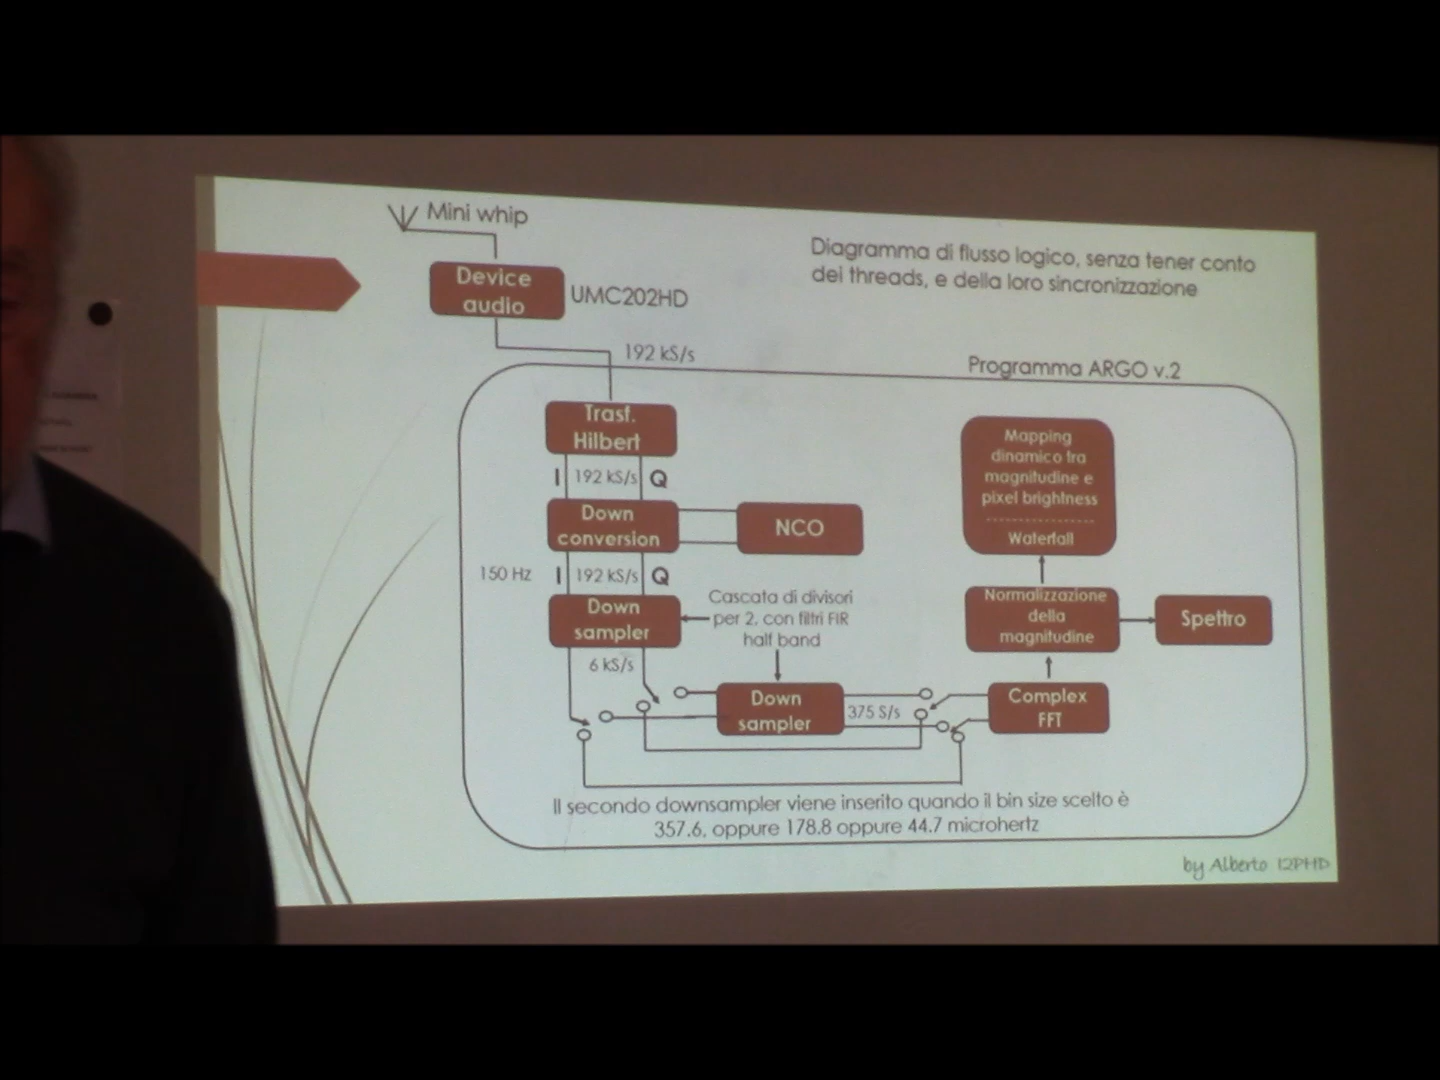 Mini whip
Device
audio
UMC202HD
Diagramma di flusso logico, senza tener conto
dei threads, e della loro sincronizzazione
192 kS/s
Programma ARGO v.2
Trasf.
Hilbert
I 192 kS/s Q
Down
conversion
NCO
150 Hz I 192 kS/s Q
Down
sampler
Cascata di divisori
per 2, con filtri FIR
half band
6 kS/s
Down
sampler
375 S/s
Complex
FFT
Normalizzazione
della
magnitudine
Spettro
Mapping
dinamico tra
magnitudine e
pixel brightness
Waterfall
Il secondo downsampler viene inserito quando il bin size scelto è
357.6, oppure 178.8 oppure 44.7 microhertz
by Alberto I2PHD